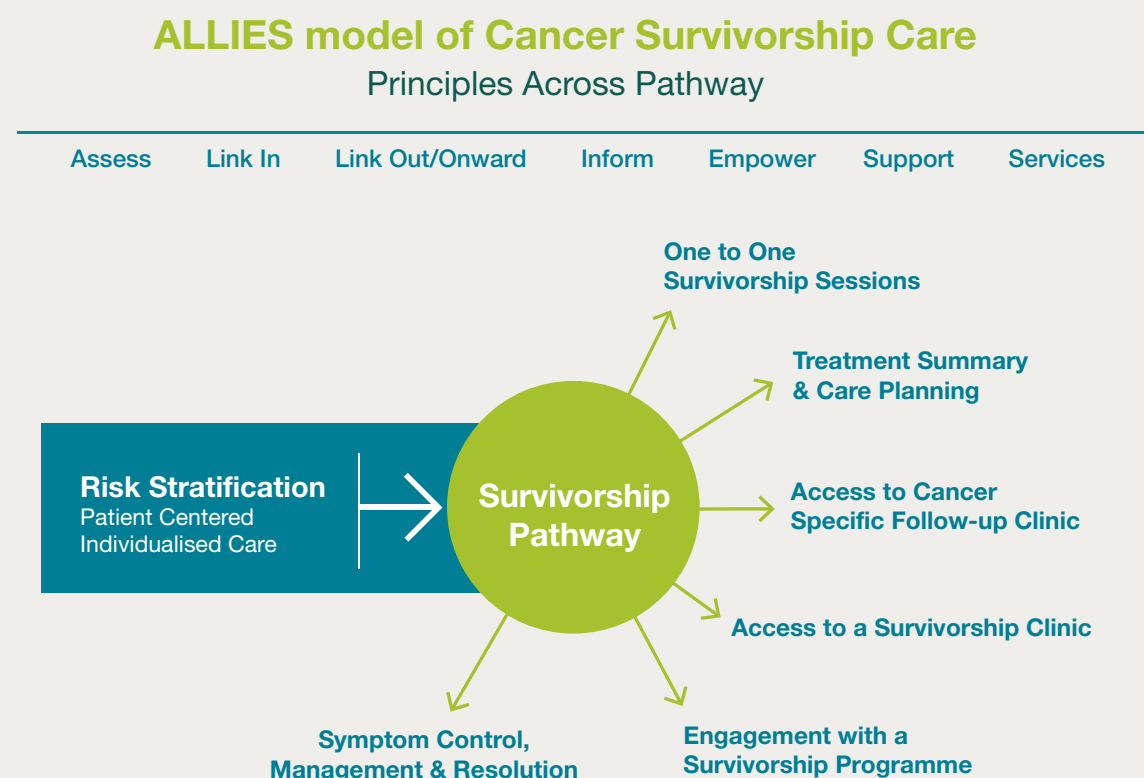 ALLIES model of Cancer Survivorship Care
Principles Across Pathway
Assess Link In Link Out/Onward Inform Empower Support Services
One to One
Survivorship Sessions
Treatment Summary
& Care Planning
Risk Stratification
Patient Centered
Individualised Care
Survivorship
Pathway
Access to Cancer
Specific Follow-up Clinic
Access to a Survivorship Clinic
Symptom Control,
Management & Resolution
Engagement with a
Survivorship Programme